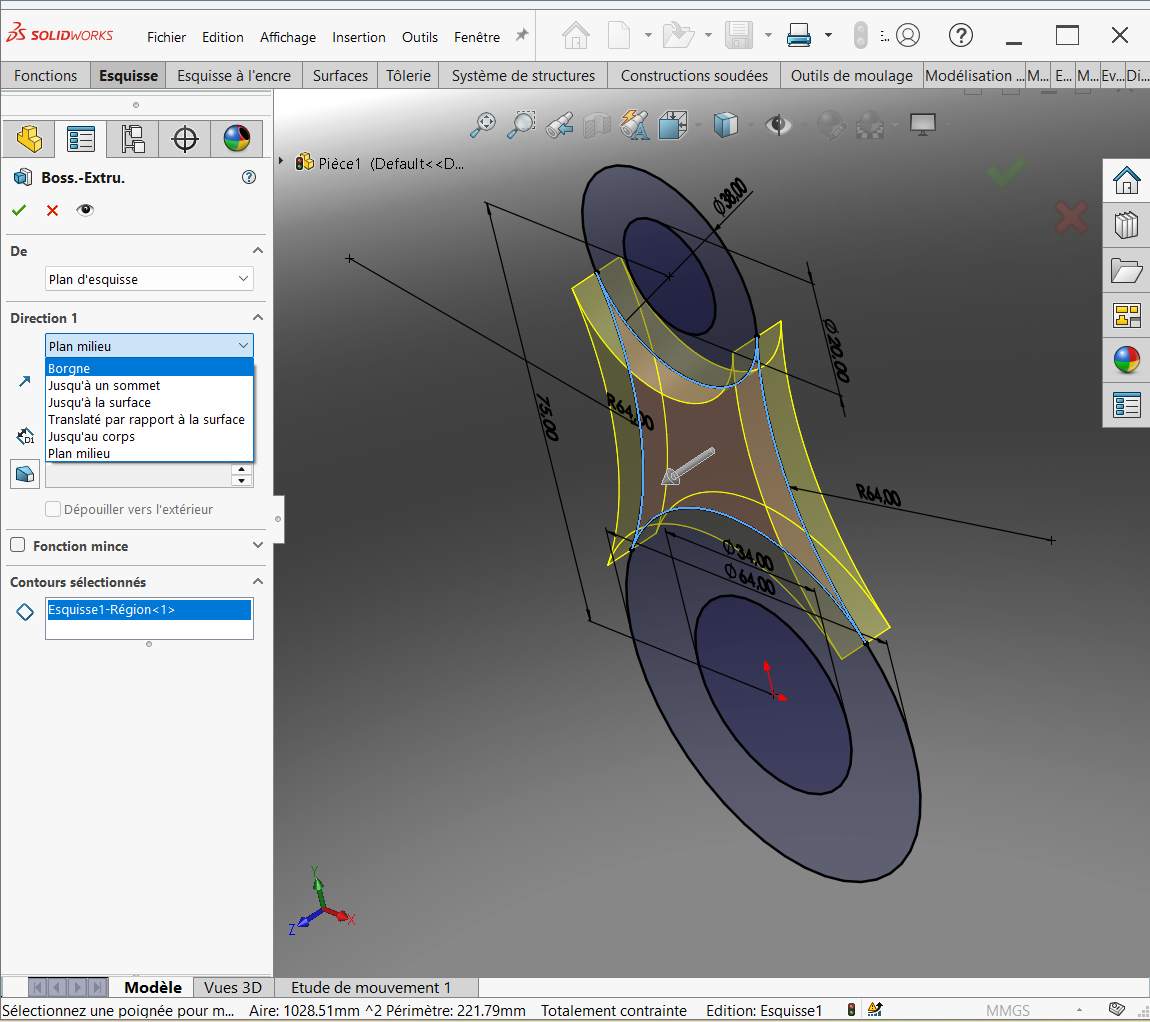 SOLIDWORKS Fichier Edition Affichage Insertion Outils Fenêtre
Fonctions Esquisse Esquisse à l'encre Surfaces Tôlerie Système de structures Constructions soudées Outils de moulage Modélisation ... M... E... M... Ev... Di...
Pièce1 (Default<<D...
Boss.-Extru.
De
Plan d'esquisse
Direction 1
Plan milieu
Borgne
Jusqu'à un sommet
Jusqu'à la surface
Translaté par rapport à la surface
Jusqu'au corps
Plan milieu
D1
Dépouiller vers l'extérieur
Fonction mince
Contours sélectionnés
Esquisse1-Région<1>
Ø38,00
Ø20,00
75,00
R64,00
R64,00
Ø34,00
Ø64,00
Y
X
Z
Modèle Vues 3D Etude de mouvement 1
Sélectionnez une poignée pour m... Aire: 1028.51mm ^2 Périmètre: 221.79mm Totalement contrainte Edition: Esquisse1 MMGS